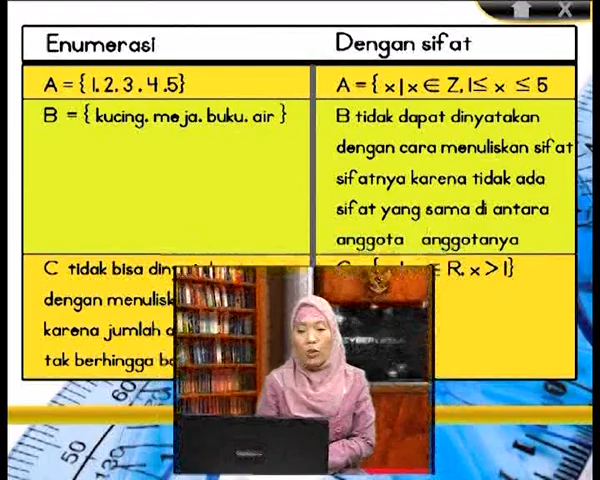 Enumerasi
Dengan sifat
A = { 1. 2. 3 . 4 .5}
A = { x | x ∈ Z, 1 ≤ x ≤ 5
B = { kucing. meja. buku. air }
B tidak dapat dinyatakan
dengan cara menuliskan sifat
sifatnya karena tidak ada
sifat yang sama di antara
anggota anggotanya
C tidak bisa
dengan
karena jumlah
tak berhingga
R, x > 1}
60
50